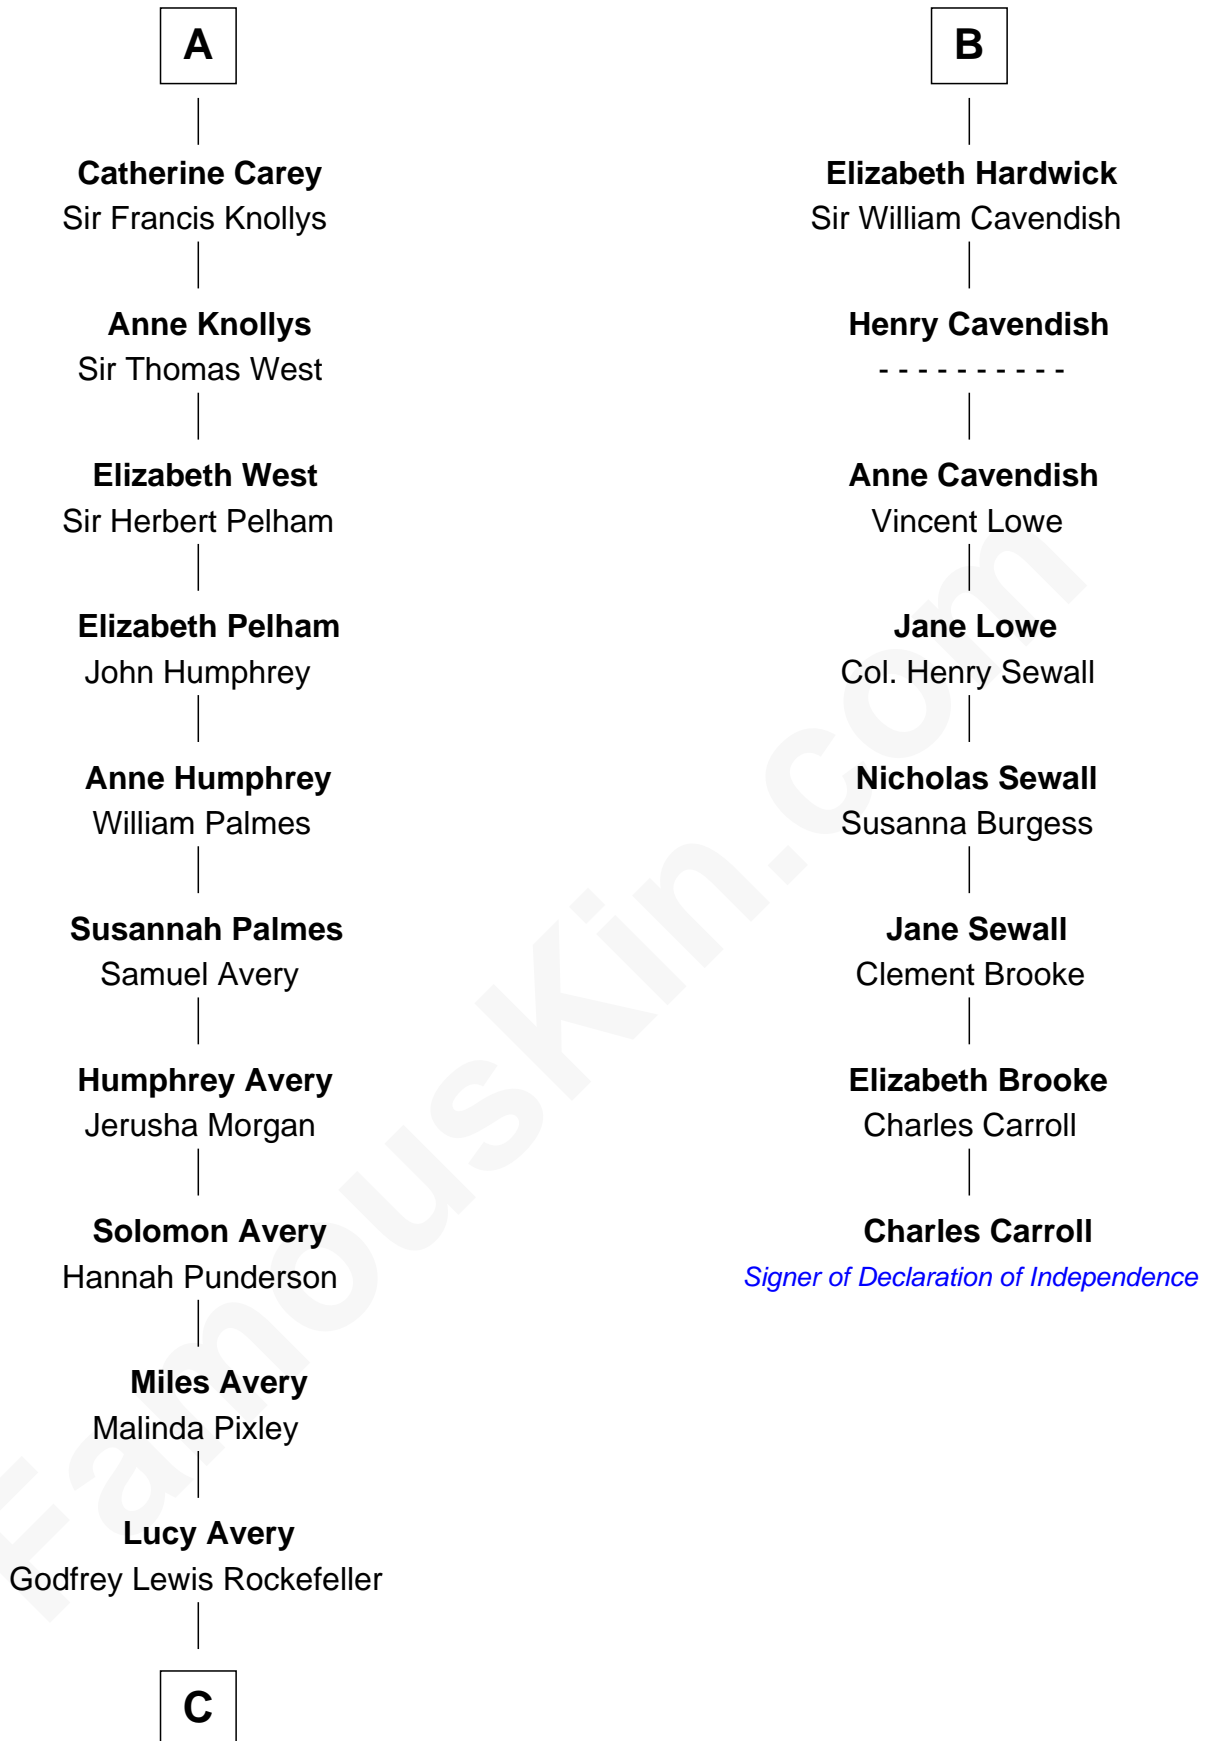 A
Catherine Carey
Sir Francis Knollys
Anne Knollys
Sir Thomas West
Elizabeth West
Sir Herbert Pelham
Elizabeth Pelham
John Humphrey
Anne Humphrey
William Palmes
Susannah Palmes
Samuel Avery
Humphrey Avery
Jerusha Morgan
Solomon Avery
Hannah Punderson
Miles Avery
Malinda Pixley
Lucy Avery
Godfrey Lewis Rockefeller
C
B
Elizabeth Hardwick
Sir William Cavendish
Henry Cavendish
- - - - - - - - - -
Anne Cavendish
Vincent Lowe
Jane Lowe
Col. Henry Sewall
Nicholas Sewall
Susanna Burgess
Jane Sewall
Clement Brooke
Elizabeth Brooke
Charles Carroll
Charles Carroll
Signer of Declaration of Independence
FamousKin.com